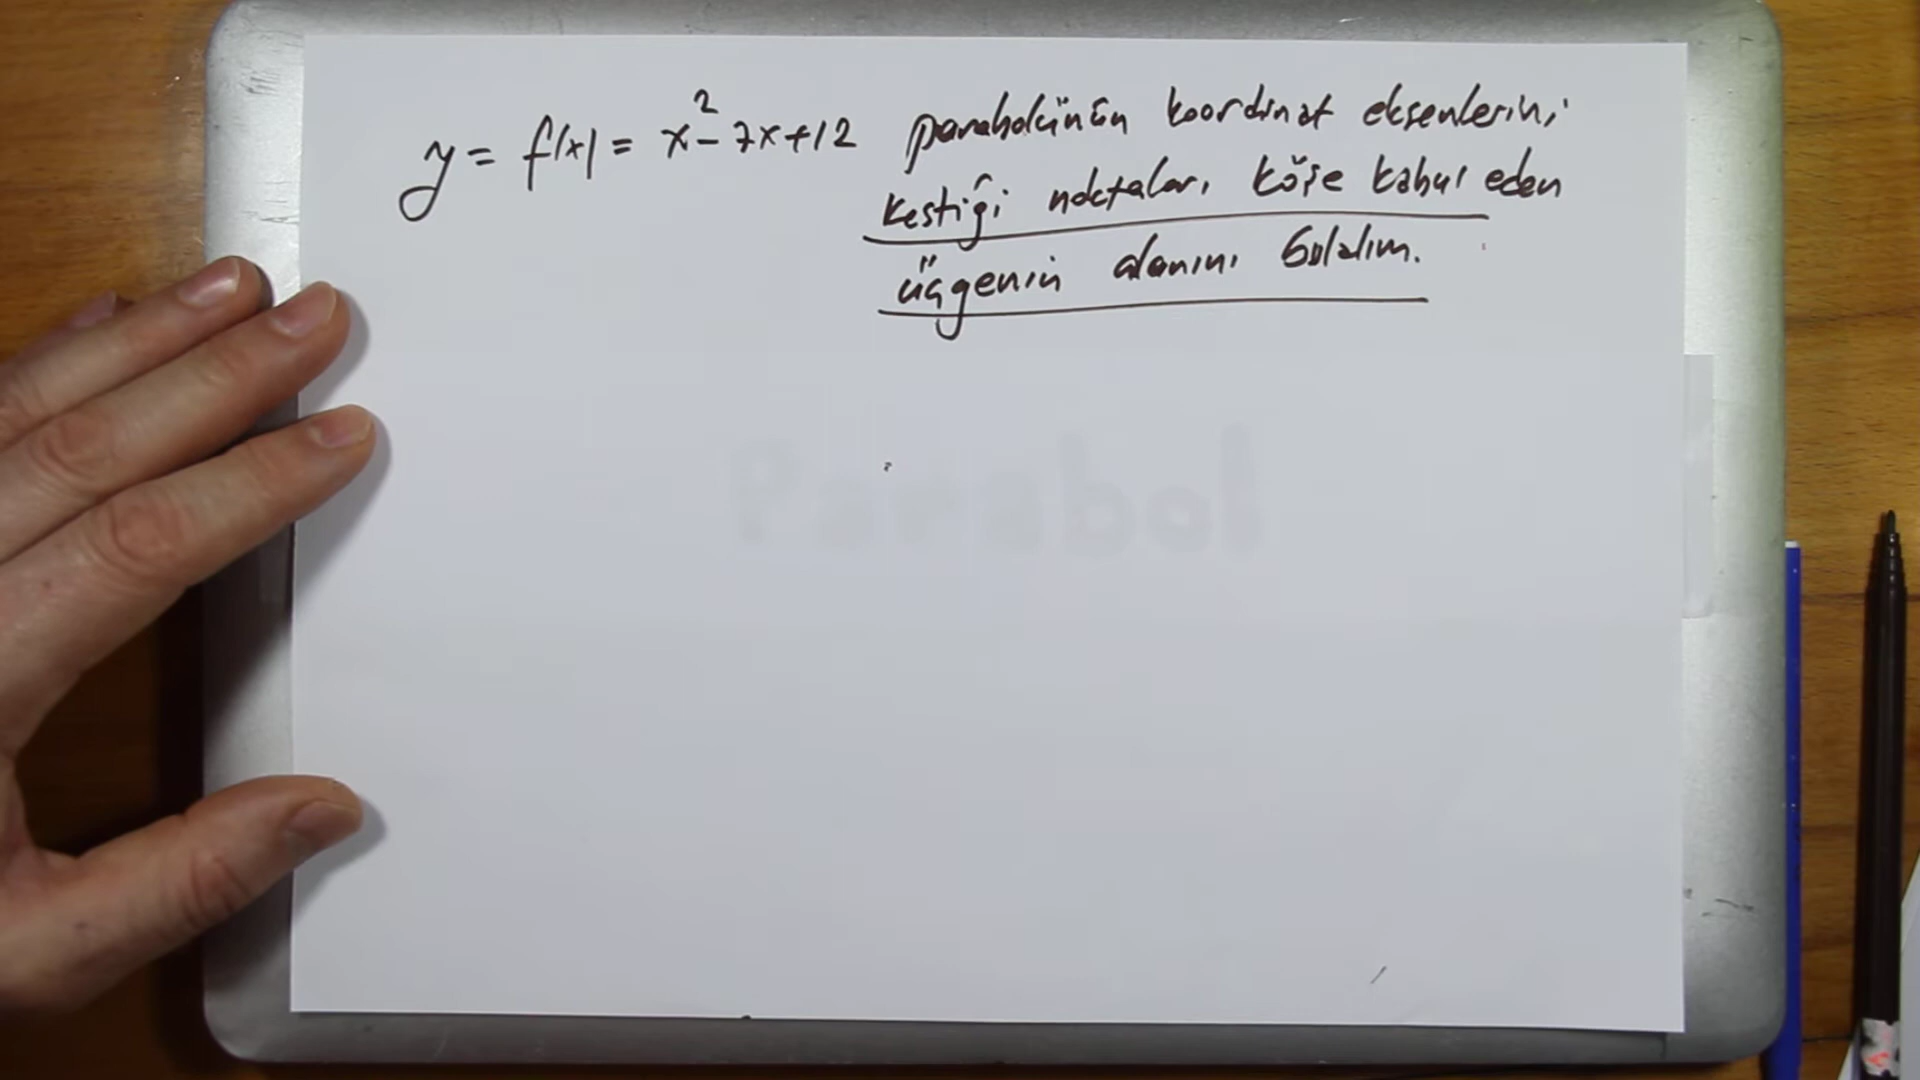 y = f(x) = x² - 7x + 12 parabolünün koordinat eksenlerini
kestiği noktaları köşe kabul eden
üçgenin alanını bulalım.
Parabol